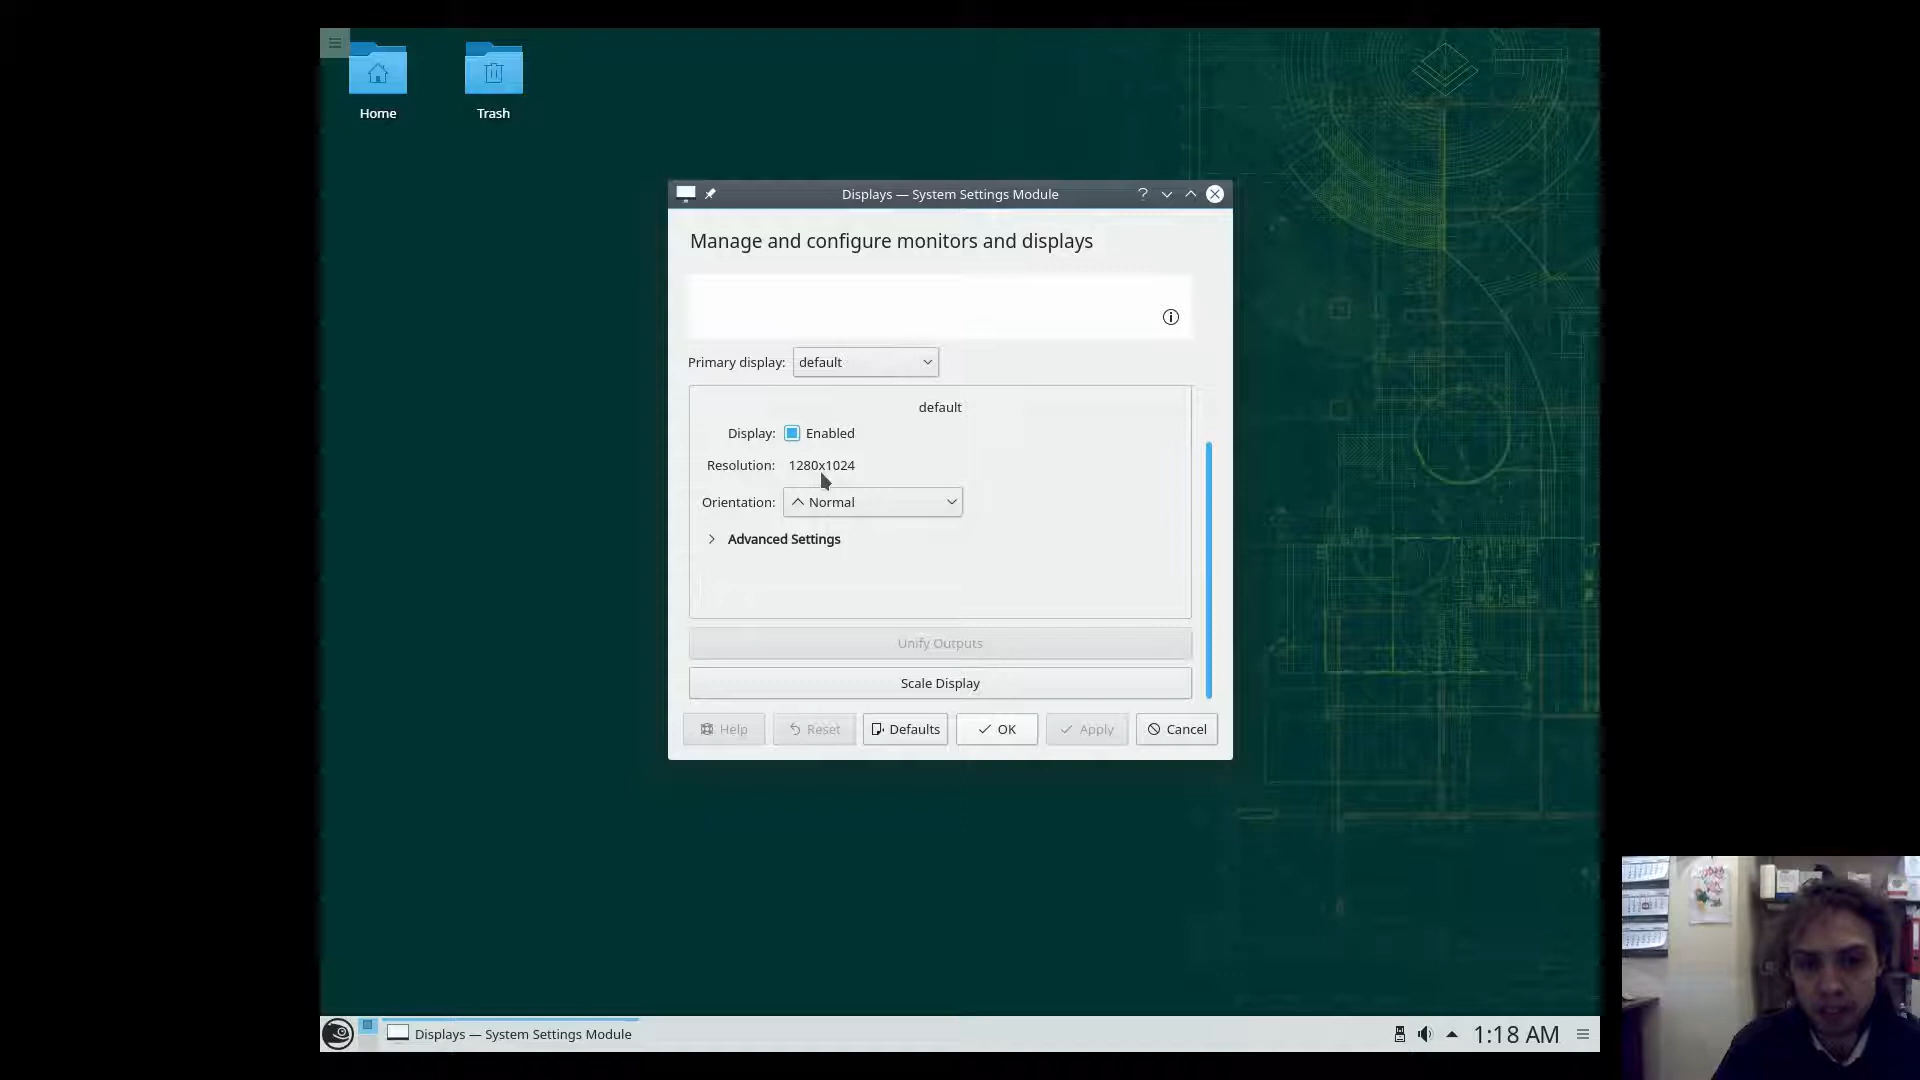 Home
Trash
Displays — System Settings Module
Manage and configure monitors and displays
Primary display: default
default
Display: Enabled
Resolution: 1280x1024
Orientation: Normal
Advanced Settings
Unify Outputs
Scale Display
Help Reset Defaults OK Apply Cancel
Displays — System Settings Module
1:18 AM